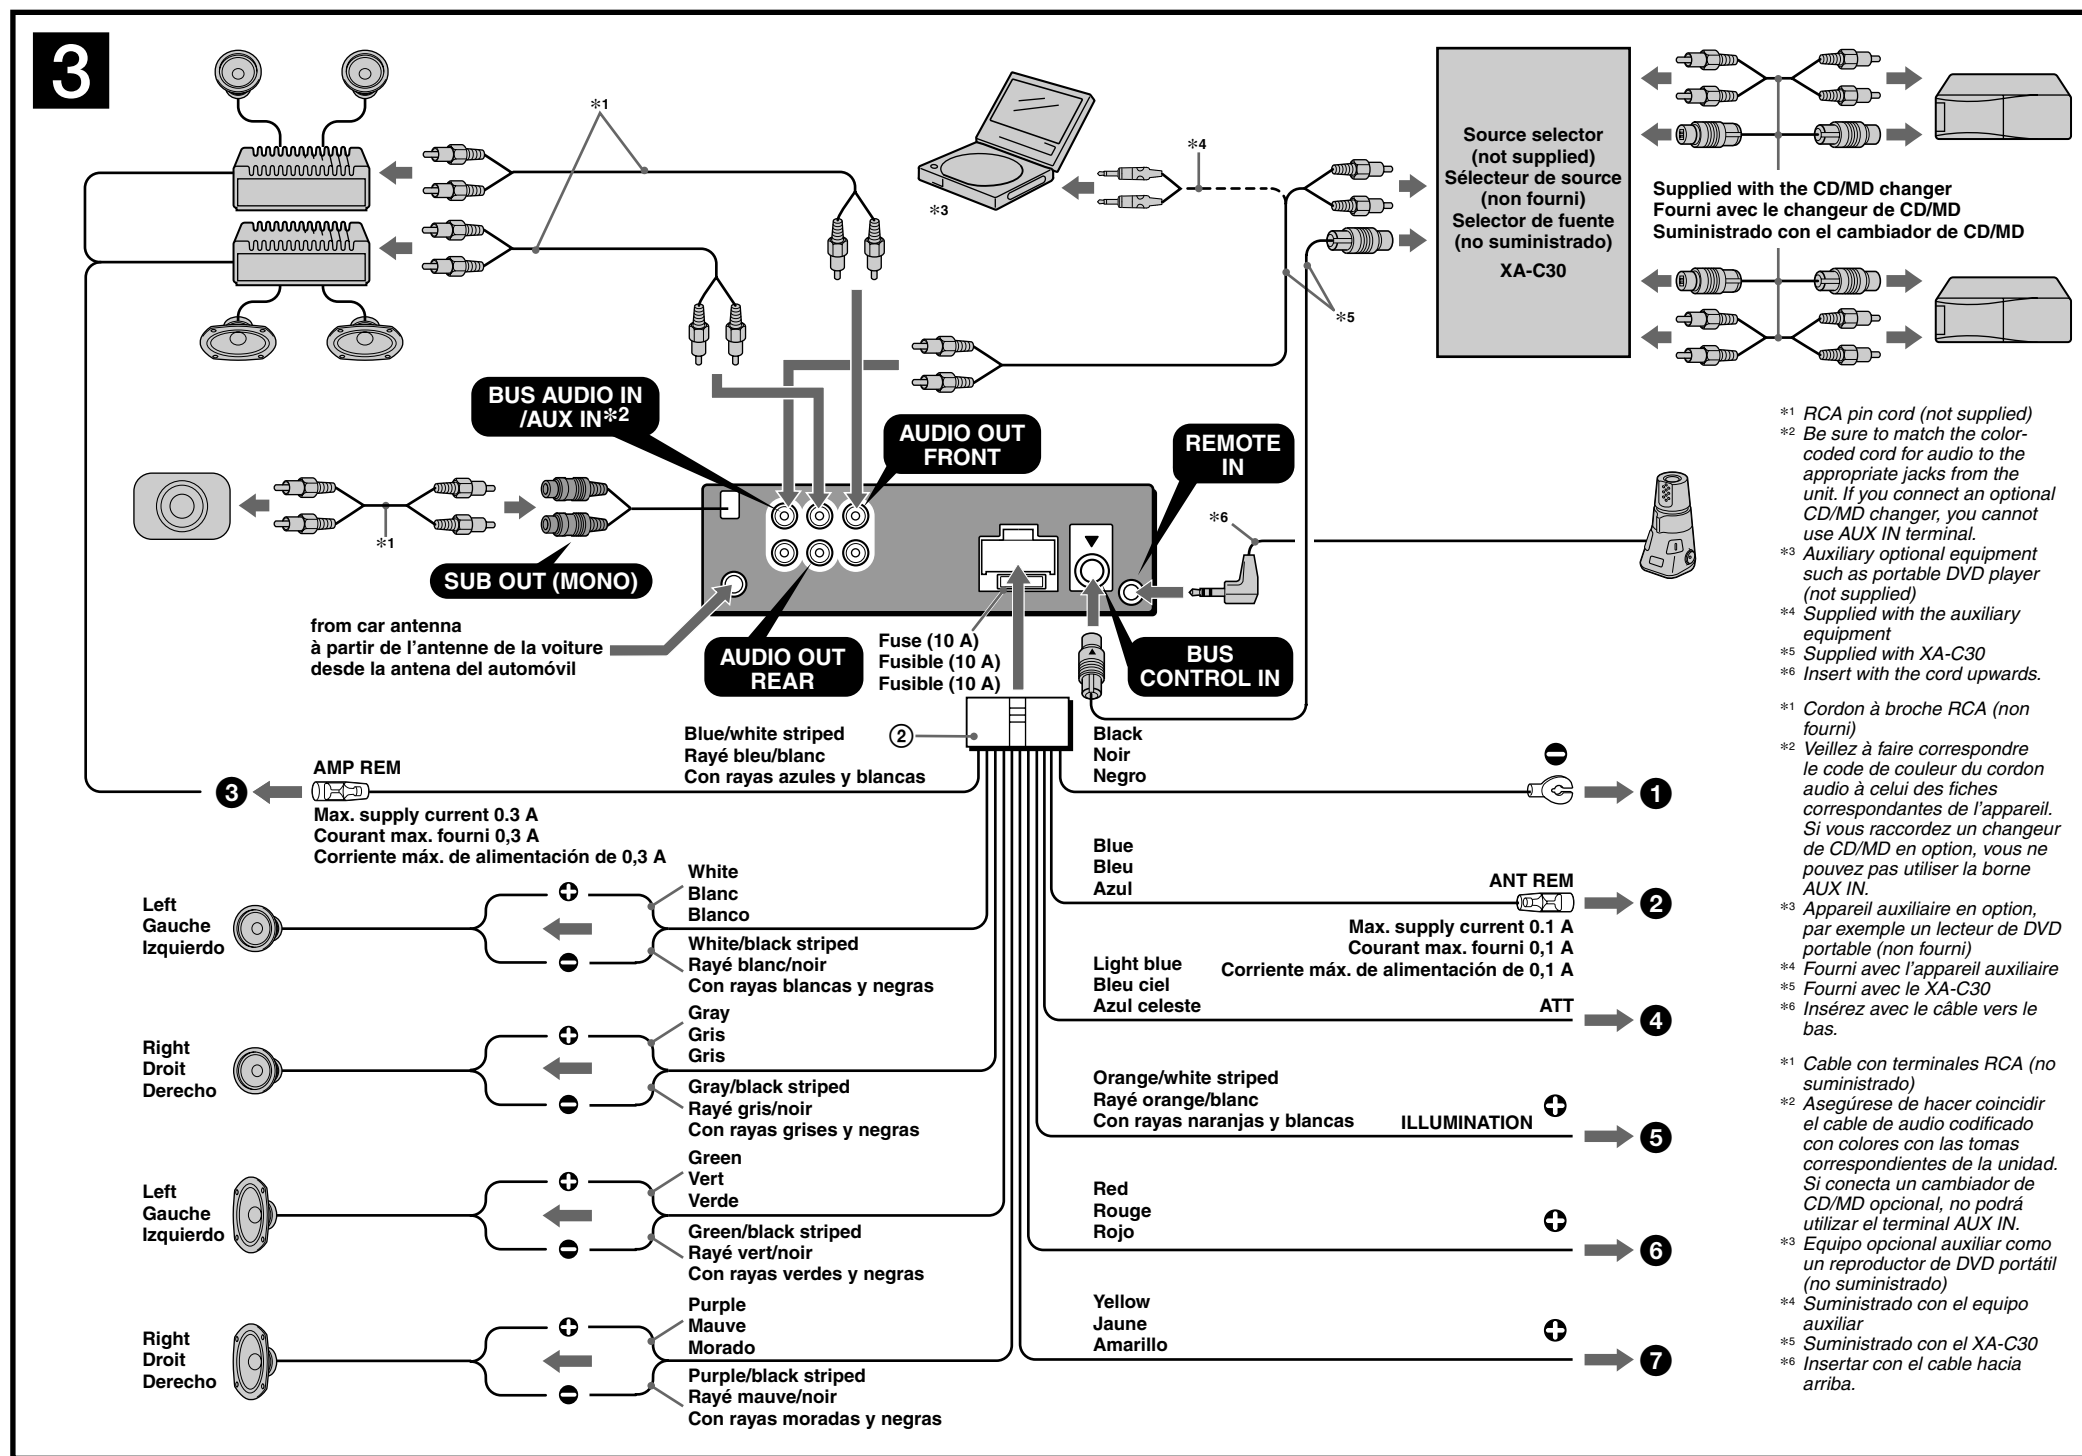 3
*1
*3
*4
*5
Source selector
(not supplied)
Sélecteur de source
(non fourni)
Selector de fuente
(no suministrado)
XA-C30
Supplied with the CD/MD changer
Fourni avec le changeur de CD/MD
Suministrado con el cambiador de CD/MD
BUS AUDIO IN
/AUX IN*2
AUDIO OUT
FRONT
REMOTE
IN
*1
SUB OUT (MONO)
*6
from car antenna
à partir de l'antenne de la voiture
desde la antena del automóvil
AUDIO OUT
REAR
Fuse (10 A)
Fusible (10 A)
Fusible (10 A)
BUS
CONTROL IN
2
Blue/white striped
Rayé bleu/blanc
Con rayas azules y blancas
3
AMP REM
Max. supply current 0.3 A
Courant max. fourni 0,3 A
Corriente máx. de alimentación de 0,3 A
Left
Gauche
Izquierdo
White
Blanc
Blanco
White/black striped
Rayé blanc/noir
Con rayas blancas y negras
Right
Droit
Derecho
Gray
Gris
Gris
Gray/black striped
Rayé gris/noir
Con rayas grises y negras
Left
Gauche
Izquierdo
Green
Vert
Verde
Green/black striped
Rayé vert/noir
Con rayas verdes y negras
Right
Droit
Derecho
Purple
Mauve
Morado
Purple/black striped
Rayé mauve/noir
Con rayas moradas y negras
Black
Noir
Negro
1
Blue
Bleu
Azul
ANT REM
2
Max. supply current 0.1 A
Courant max. fourni 0,1 A
Corriente máx. de alimentación de 0,1 A
Light blue
Bleu ciel
Azul celeste
ATT
4
Orange/white striped
Rayé orange/blanc
Con rayas naranjas y blancas
ILLUMINATION
5
Red
Rouge
Rojo
6
Yellow
Jaune
Amarillo
7
*1 RCA pin cord (not supplied)
*2 Be sure to match the color-
coded cord for audio to the
appropriate jacks from the
unit. If you connect an optional
CD/MD changer, you cannot
use AUX IN terminal.
*3 Auxiliary optional equipment
such as portable DVD player
(not supplied)
*4 Supplied with the auxiliary
equipment
*5 Supplied with XA-C30
*6 Insert with the cord upwards.
*1 Cordon à broche RCA (non
fourni)
*2 Veillez à faire correspondre
le code de couleur du cordon
audio à celui des fiches
correspondantes de l'appareil.
Si vous raccordez un changeur
de CD/MD en option, vous ne
pouvez pas utiliser la borne
AUX IN.
*3 Appareil auxiliaire en option,
par exemple un lecteur de DVD
portable (non fourni)
*4 Fourni avec l'appareil auxiliaire
*5 Fourni avec le XA-C30
*6 Insérez avec le câble vers le
bas.
*1 Cable con terminales RCA (no
suministrado)
*2 Asegúrese de hacer coincidir
el cable de audio codificado
con colores con las tomas
correspondientes de la unidad.
Si conecta un cambiador de
CD/MD opcional, no podrá
utilizar el terminal AUX IN.
*3 Equipo opcional auxiliar como
un reproductor de DVD portátil
(no suministrado)
*4 Suministrado con el equipo
auxiliar
*5 Suministrado con el XA-C30
*6 Insertar con el cable hacia
arriba.